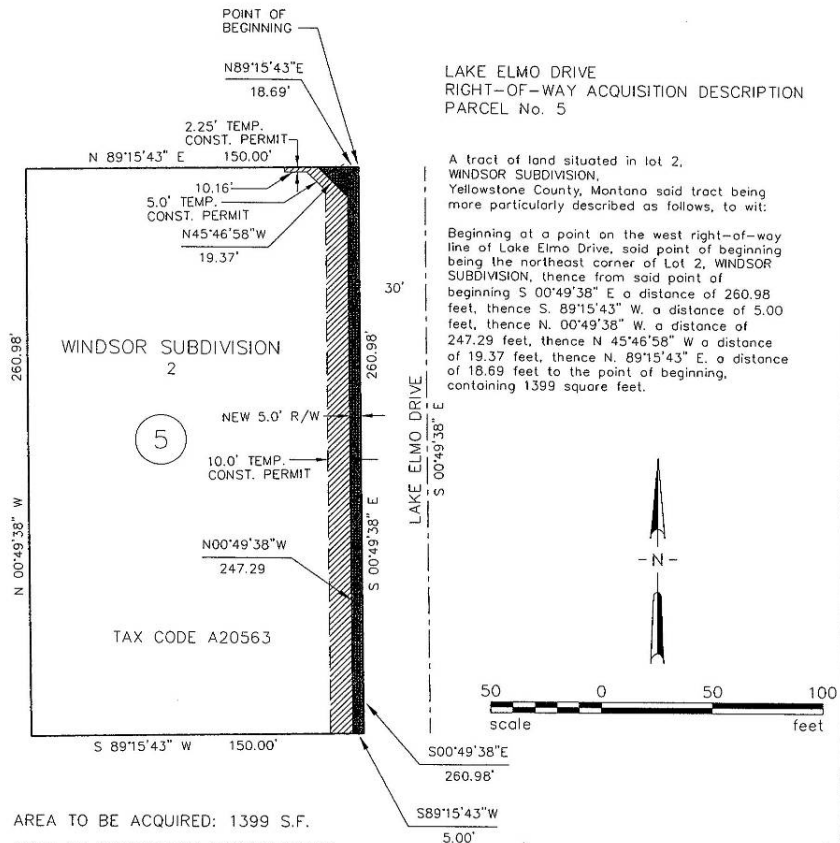 POINT OF
BEGINNING
N89°15'43"E
18.69'
2.25' TEMP.
CONST. PERMIT
N 89°15'43" E 150.00'
10.16'
5.0' TEMP.
CONST. PERMIT
N45°46'58"W
19.37'
30'
260.98'
260.98'
WINDSOR SUBDIVISION
2
5
NEW 5.0' R/W
10.0' TEMP.
CONST. PERMIT
LAKE ELMO DRIVE
S 00°49'38" E
N 00°49'38" W
S 00°49'38" E
N00°49'38"W
247.29
TAX CODE A20563
S 89°15'43" W 150.00'
S00°49'38"E
260.98'
S89°15'43"W
5.00'
AREA TO BE ACQUIRED: 1399 S.F.
LAKE ELMO DRIVE
RIGHT-OF-WAY ACQUISITION DESCRIPTION
PARCEL No. 5
A tract of land situated in lot 2,
WINDSOR SUBDIVISION,
Yellowstone County, Montana said tract being
more particularly described as follows, to wit:
Beginning at a point on the west right-of-way
line of Lake Elmo Drive, said point of beginning
being the northeast corner of Lot 2, WINDSOR
SUBDIVISION, thence from said point of
beginning S 00°49'38" E a distance of 260.98
feet, thence S. 89°15'43" W. a distance of 5.00
feet, thence N. 00°49'38" W. a distance of
247.29 feet, thence N 45°46'58" W a distance
of 19.37 feet, thence N. 89°15'43" E. a distance
of 18.69 feet to the point of beginning,
containing 1399 square feet.
-N-
50 0 50 100
scale feet